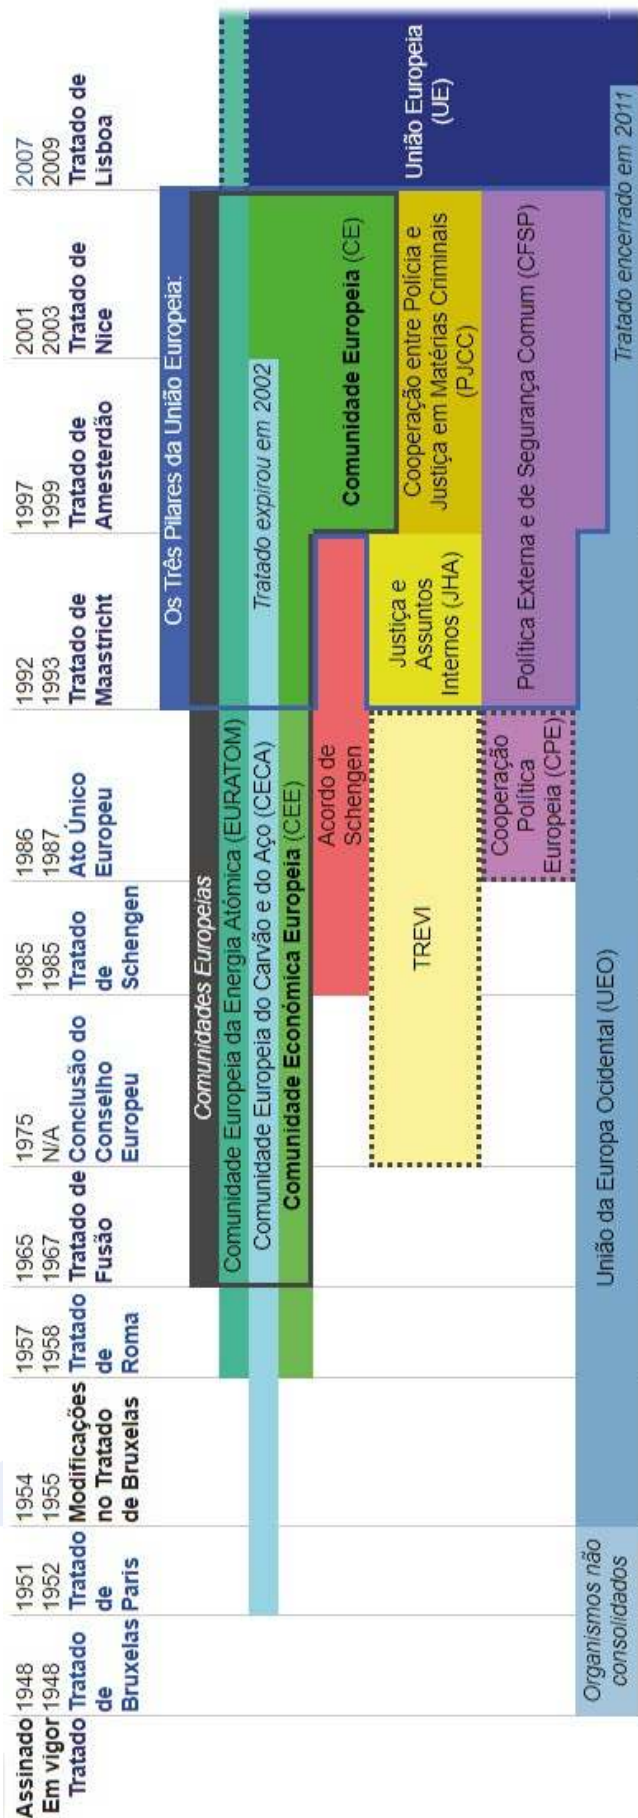 Assinado 1948 1951 1954 1957 1965 1975 1985 1986 1992 1997 2001 2007
Em vigor 1948 1952 1955 1958 1967 N/A 1985 1987 1993 1999 2003 2009
Tratado
Tratado
de
Bruxelas
Tratado
de
Paris
Modificações
no Tratado
de Bruxelas
Tratado
de
Roma
Tratado de
Fusão
Conclusão do
Conselho
Europeu
Tratado
de
Schengen
Ato Único
Europeu
Tratado de
Maastricht
Tratado de
Amesterdão
Tratado de
Nice
Tratado de
Lisboa
Os Três Pilares da União Europeia:
Comunidades Europeias
Comunidade Europeia da Energia Atómica (EURATOM)
Comunidade Europeia do Carvão e do Aço (CECA)
Tratado expirou em 2002
Comunidade Económica Europeia (CEE)
Comunidade Europeia (CE)
Acordo de
Schengen
TREVI
Justiça e
Assuntos
Internos (JHA)
Cooperação entre Polícia e
Justiça em Matérias Criminais
(PJCC)
União Europeia
(UE)
Cooperação
Política
Europeia (CPE)
Política Externa e de Segurança Comum (CFSP)
Organismos não
consolidados
União da Europa Ocidental (UEO)
Tratado encerrado em 2011